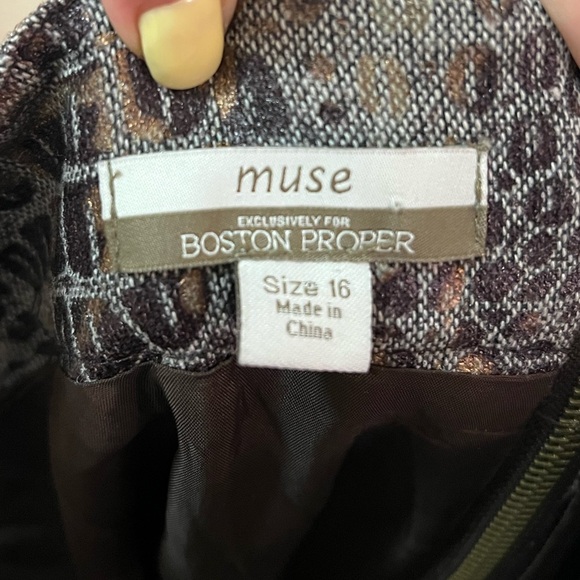 muse
EXCLUSIVELY FOR
BOSTON PROPER
Size 16
Made in
China